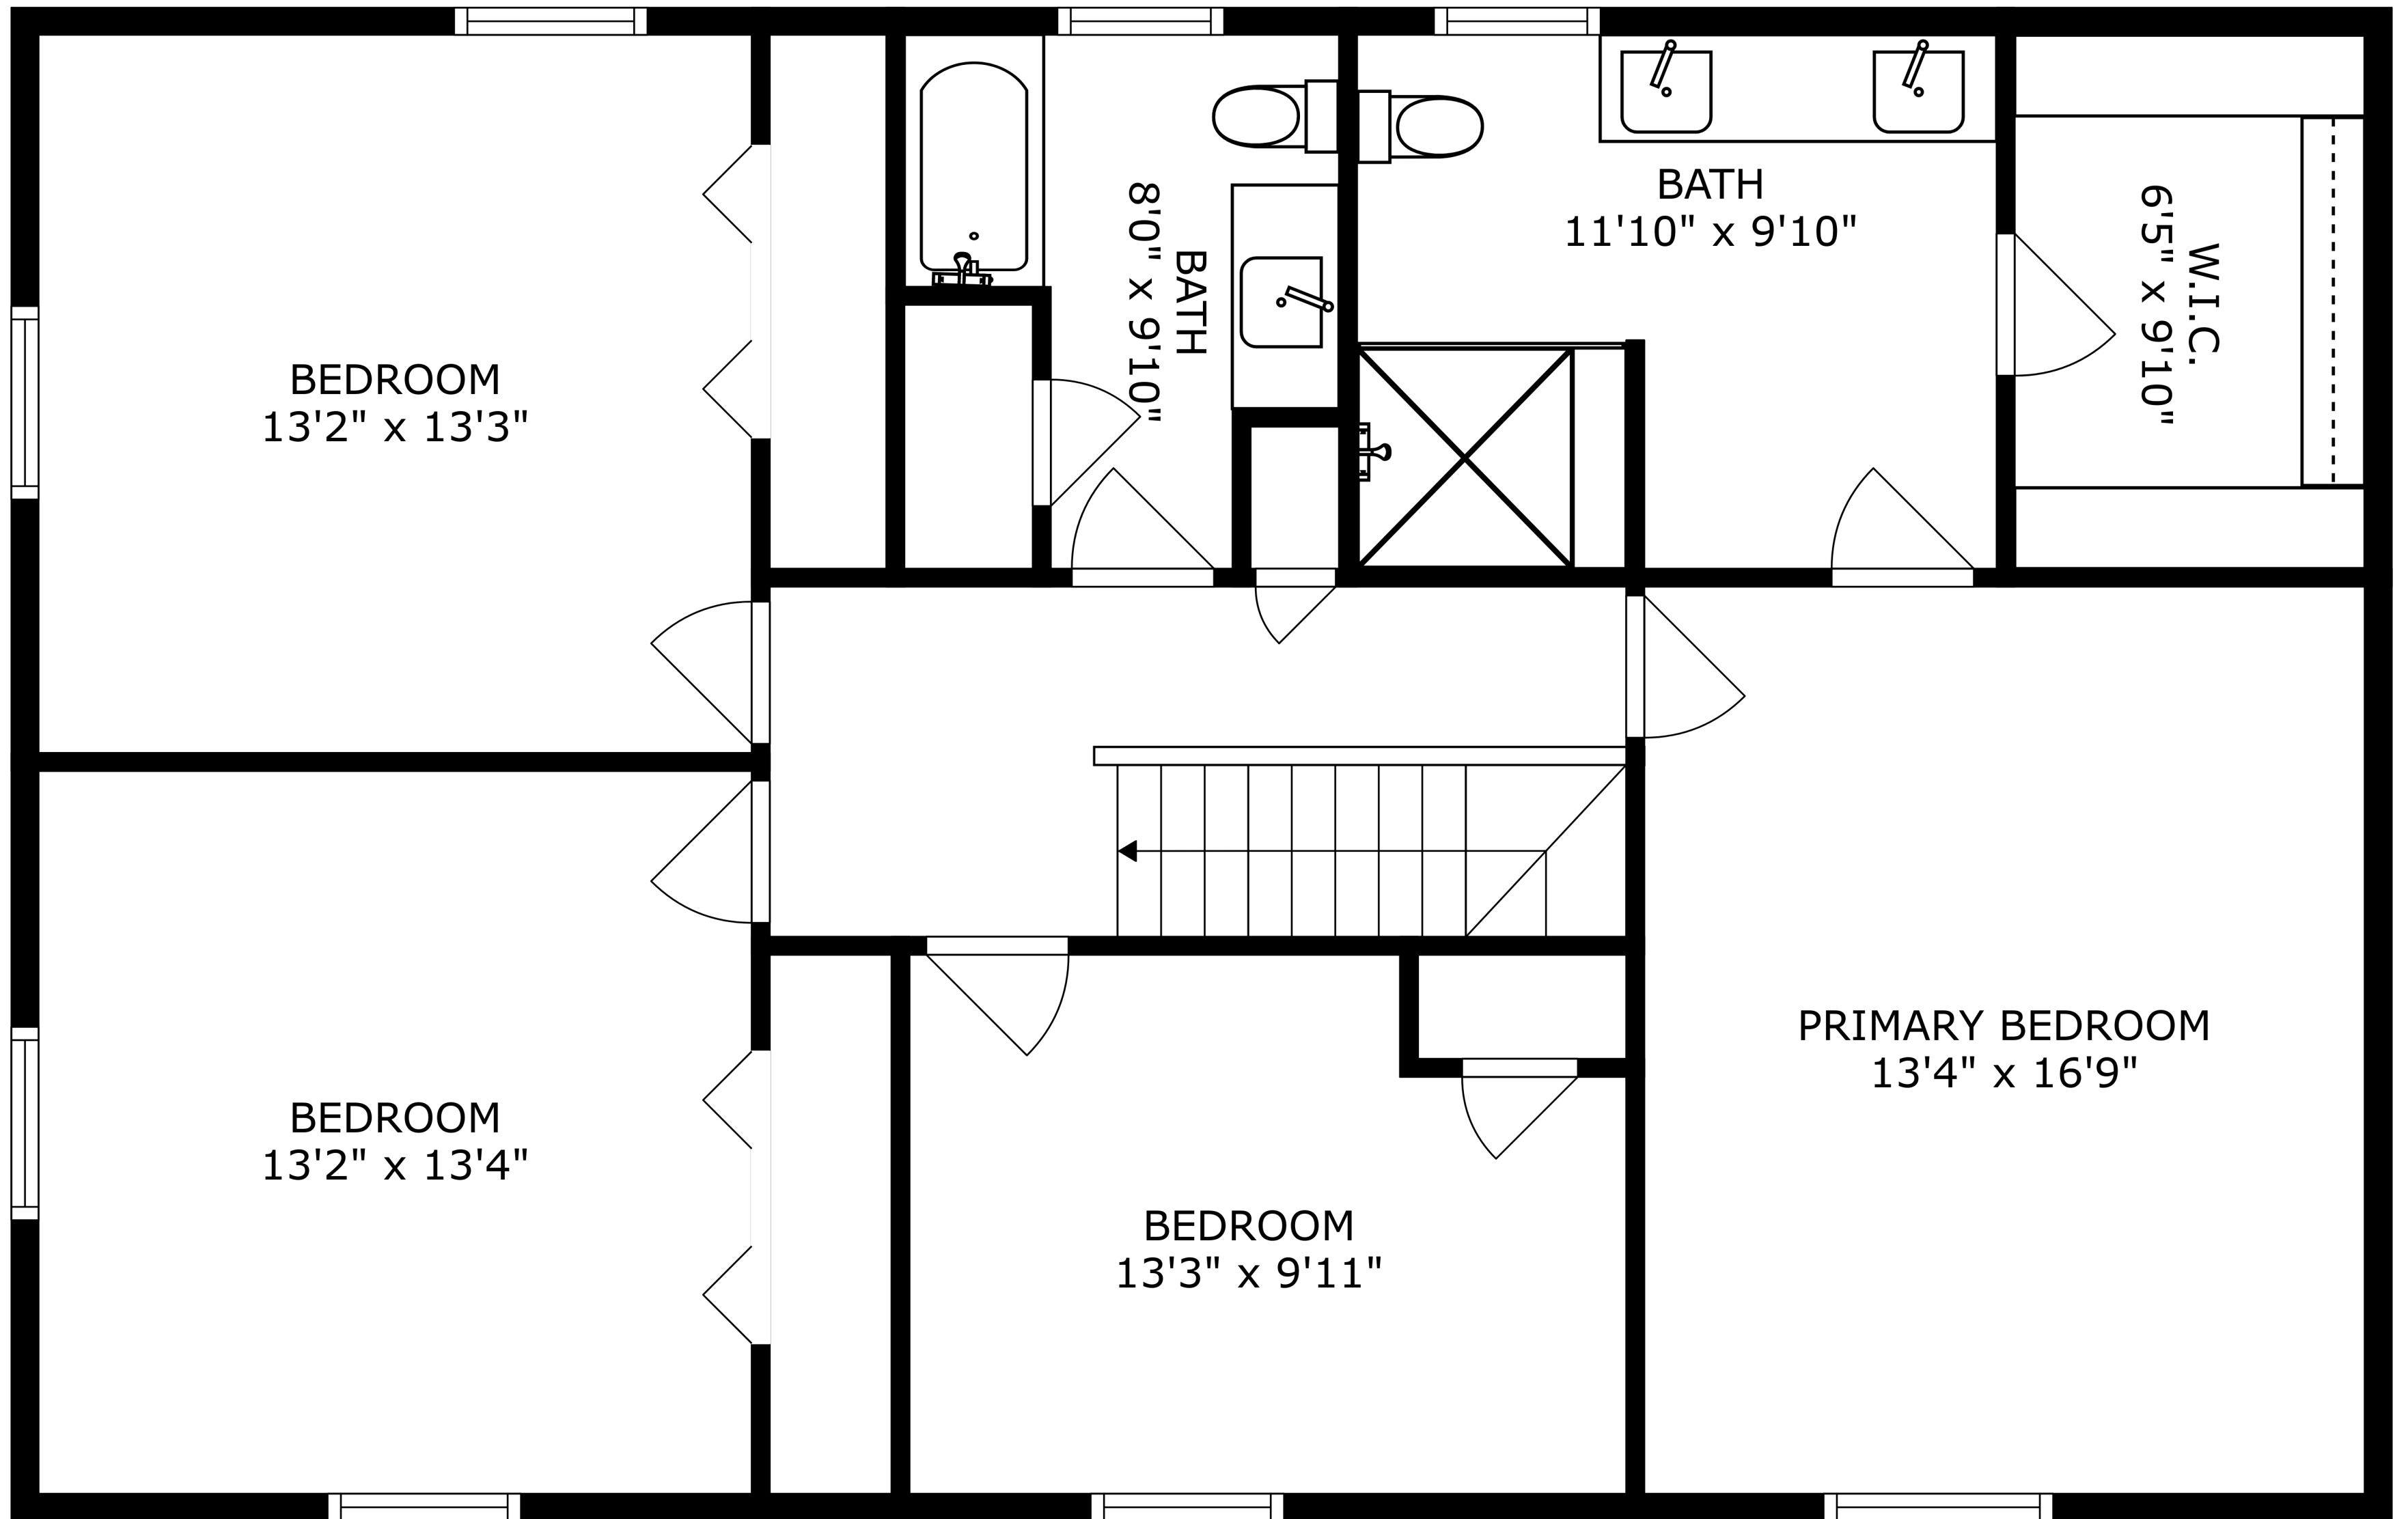 BATH
11'10" x 9'10"
BATH
8'0" x 9'10"
W.I.C.
6'5" x 9'10"
BEDROOM
13'2" x 13'3"
PRIMARY BEDROOM
13'4" x 16'9"
BEDROOM
13'2" x 13'4"
BEDROOM
13'3" x 9'11"